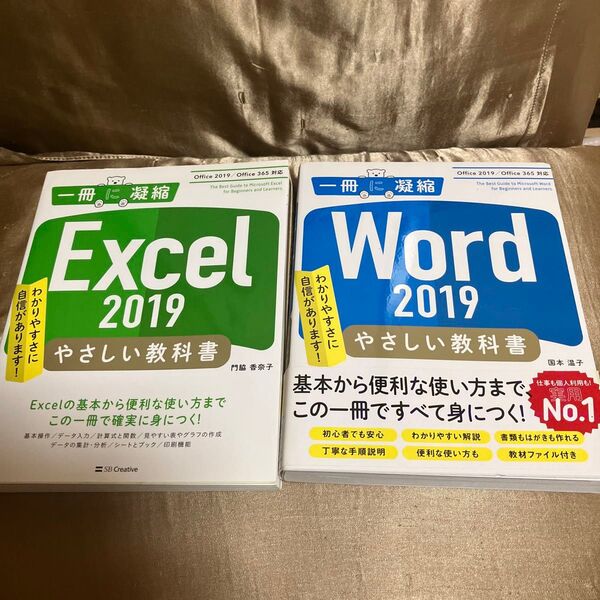 Office 2019/Office 365 対応
一冊凝縮
The Best Guide to Microsoft Excel
for Beginners and Learners
Excel
2019
わかりやすさに
自信があります!
やさしい教科書
門脇 香奈子
Excelの基本から便利な使い方まで
この一冊で確実に身につく!
基本操作/データ入力/計算式と関数/見やすい表やグラフの作成
データの集計・分析/シートとブック/印刷機能
SB Creative
Office 2019/Office 365 対応
一冊凝縮
The Best Guide to Microsoft Word
for Beginners and Learners
Word
2019
わかりやすさに
自信があります!
やさしい教科書
国本 温子
基本から便利な使い方まで
この一冊ですべて身につく!
仕事も個人利用も!
実用
No.1
初心者でも安心
わかりやすい解説
書類もはがきも作れる
丁寧な手順説明
便利な使い方も
教材ファイル付き